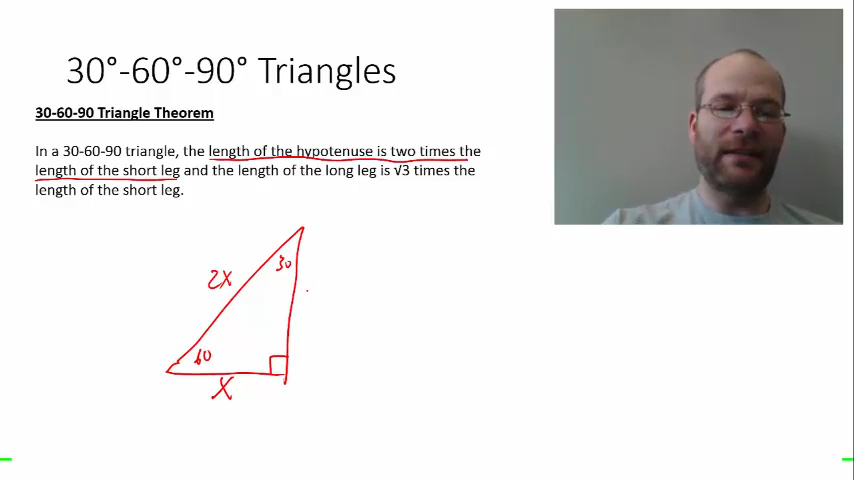 30°-60°-90° Triangles
30-60-90 Triangle Theorem
In a 30-60-90 triangle, the length of the hypotenuse is two times the
length of the short leg and the length of the long leg is √3 times the
length of the short leg.
30
2X
60
X